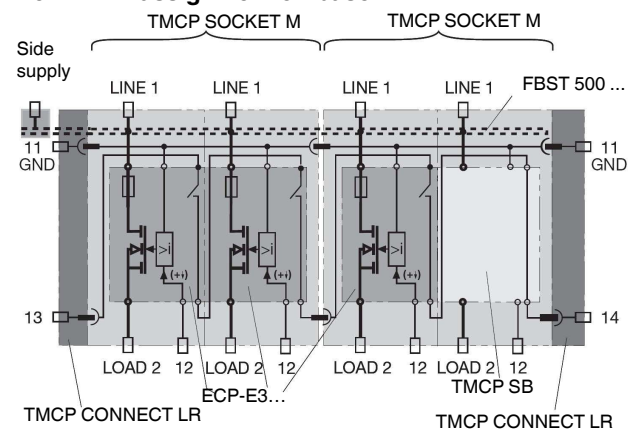 TMCP SOCKET M TMCP SOCKET M
Side
supply
LINE 1 LINE 1 LINE 1 LINE 1 FBST 500 ...
11 11
GND GND
>i >i >i
(+) (+) (+)
13 14
LOAD 2 12 LOAD 2 12 LOAD 2 12 LOAD 2 12
ECP-E3... TMCP SB
TMCP CONNECT LR TMCP CONNECT LR